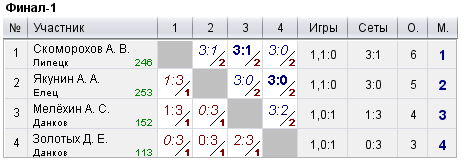 Финал-1
№ Участник 1 2 3 4 Игры Сеты О. М.
1 Скоморохов А. В. 3:1 3:1 3:0 1,1:0 3:1 6 1
Липецк 246 2 2 2
2 Якунин А. А. 1:3 3:0 3:0 1,1:0 3:0 5 2
Елец 253 1 2 2
3 Мелёхин А. С. 1:3 0:3 3:2 1,0:1 1:3 4 3
Данков 152 1 1 2
4 Золотых Д. Е. 0:3 0:3 2:3 1,0:1 0:3 3 4
Данков 113 1 1 1